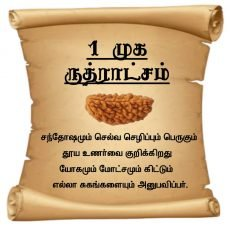 1 முக
ருத்ராட்சம்
சந்தோஷமும் செல்வ செழிப்பும் பெருகும்
தூய உணர்வை குறிக்கிறது
யோகமும் மோட்சமும் கிட்டும்
எல்லா சுகங்களையும் அனுபவிப்பர்.